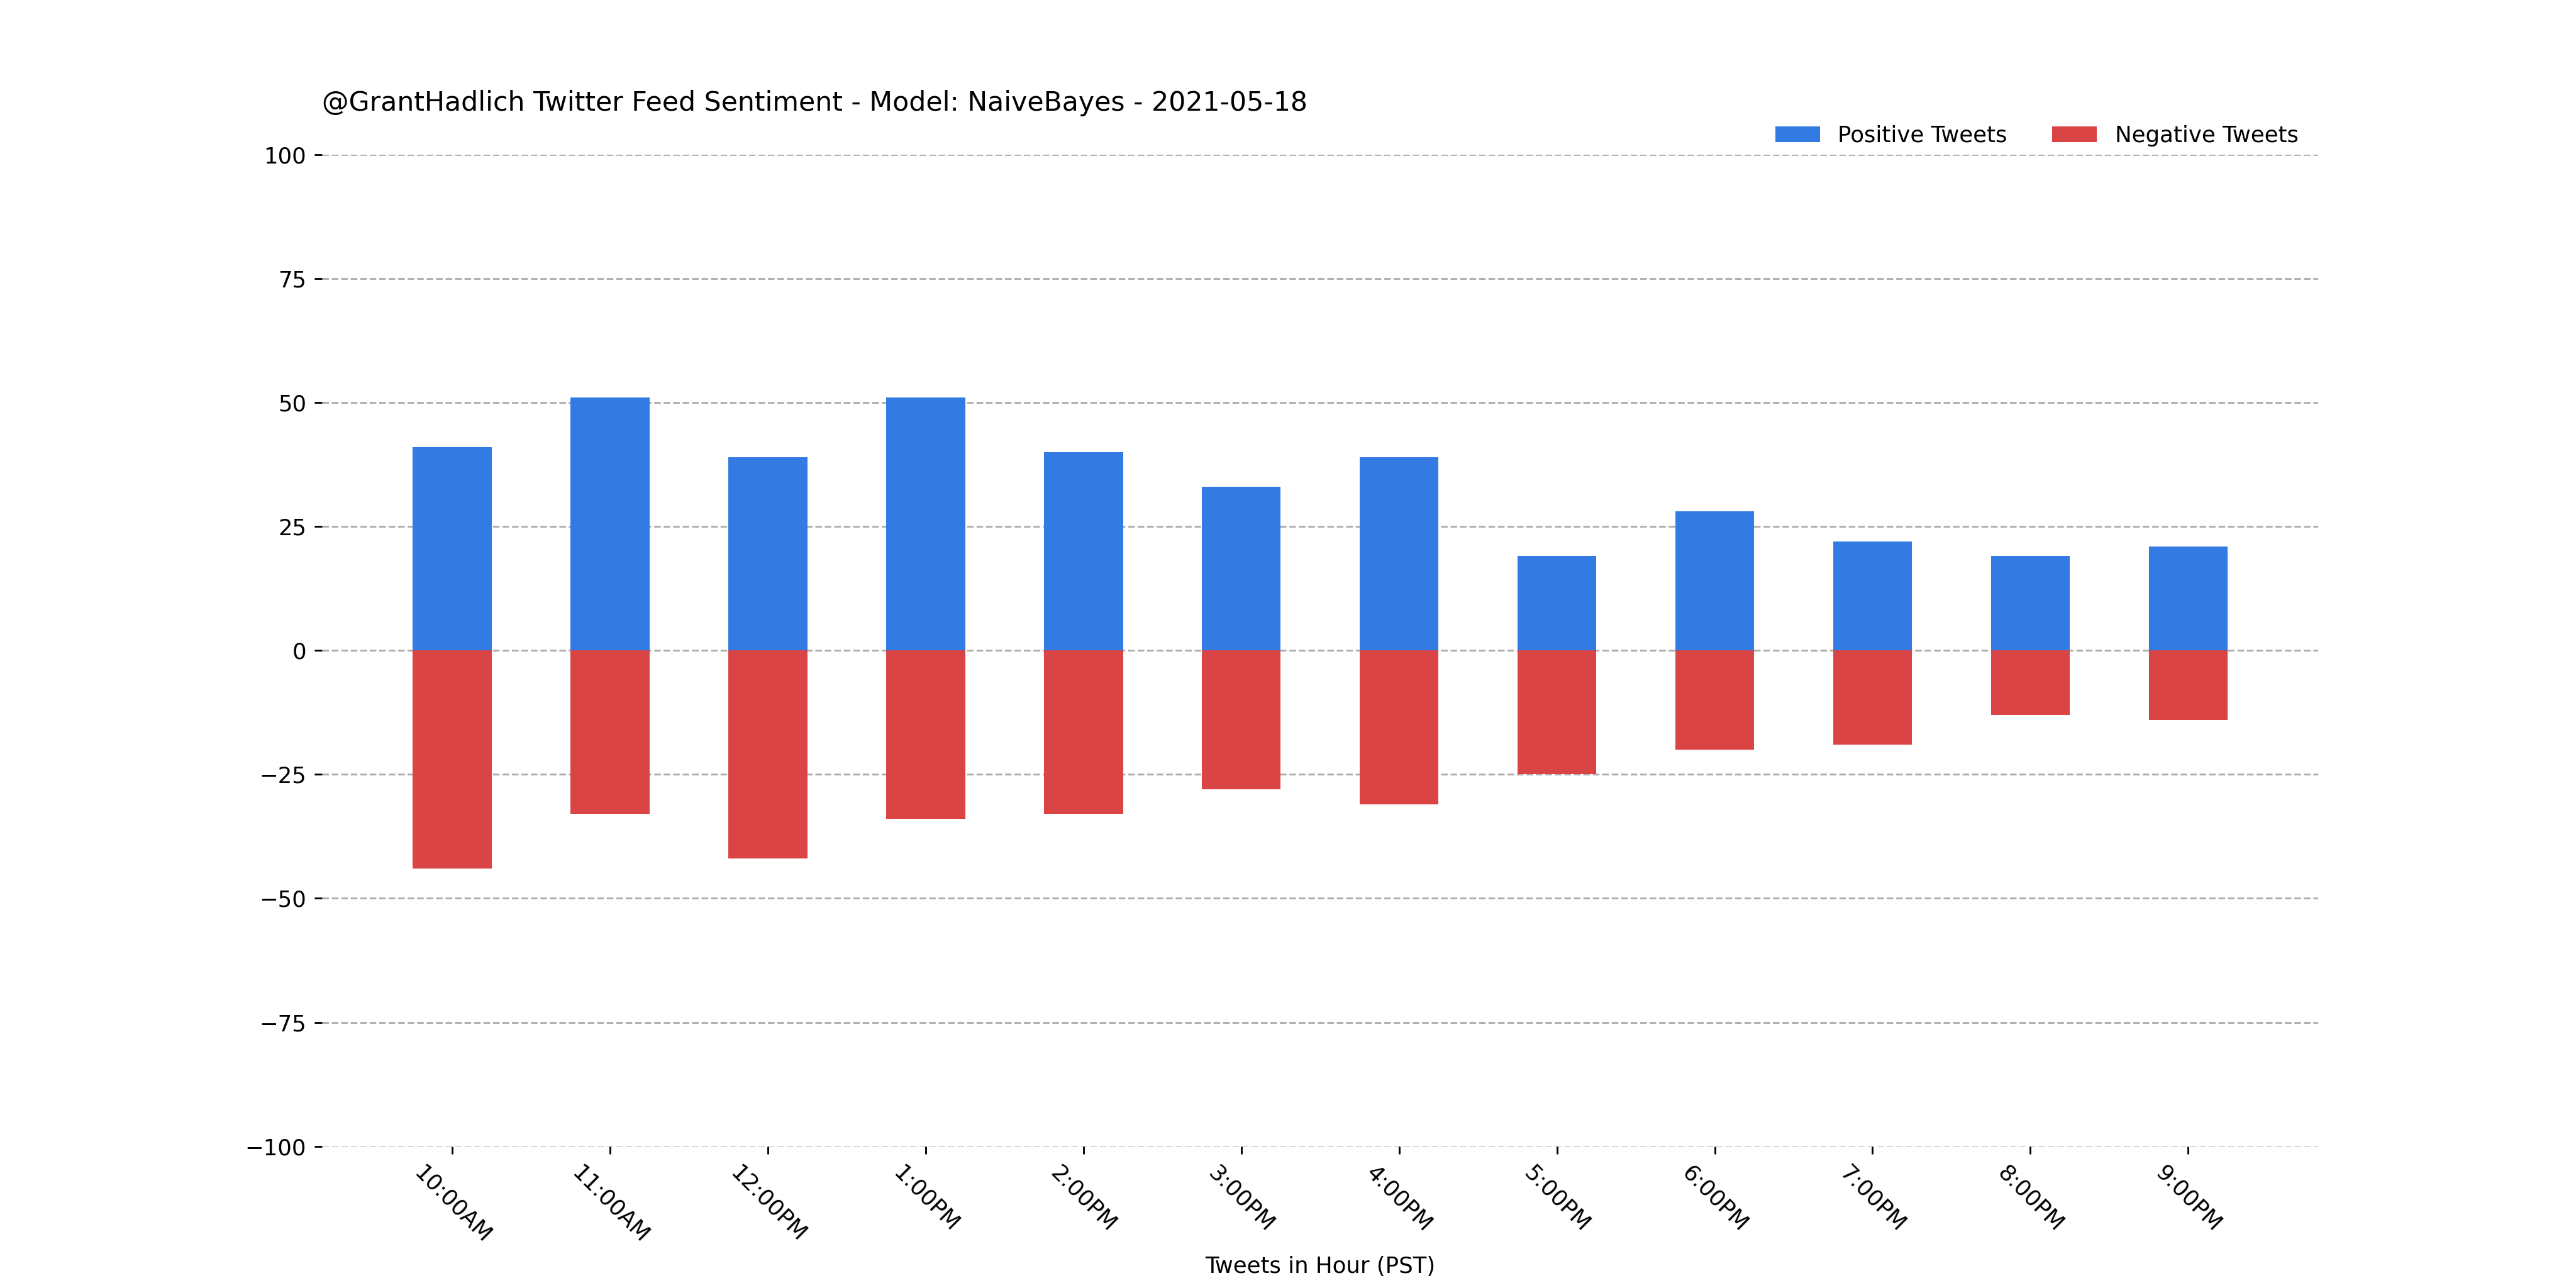 @GrantHadlich Twitter Feed Sentiment - Model: NaiveBayes - 2021-05-18
Positive Tweets
Negative Tweets
100
75
50
25
0
−25
−50
−75
−100
10:00AM
11:00AM
12:00PM
1:00PM
2:00PM
3:00PM
4:00PM
5:00PM
6:00PM
7:00PM
8:00PM
9:00PM
Tweets in Hour (PST)